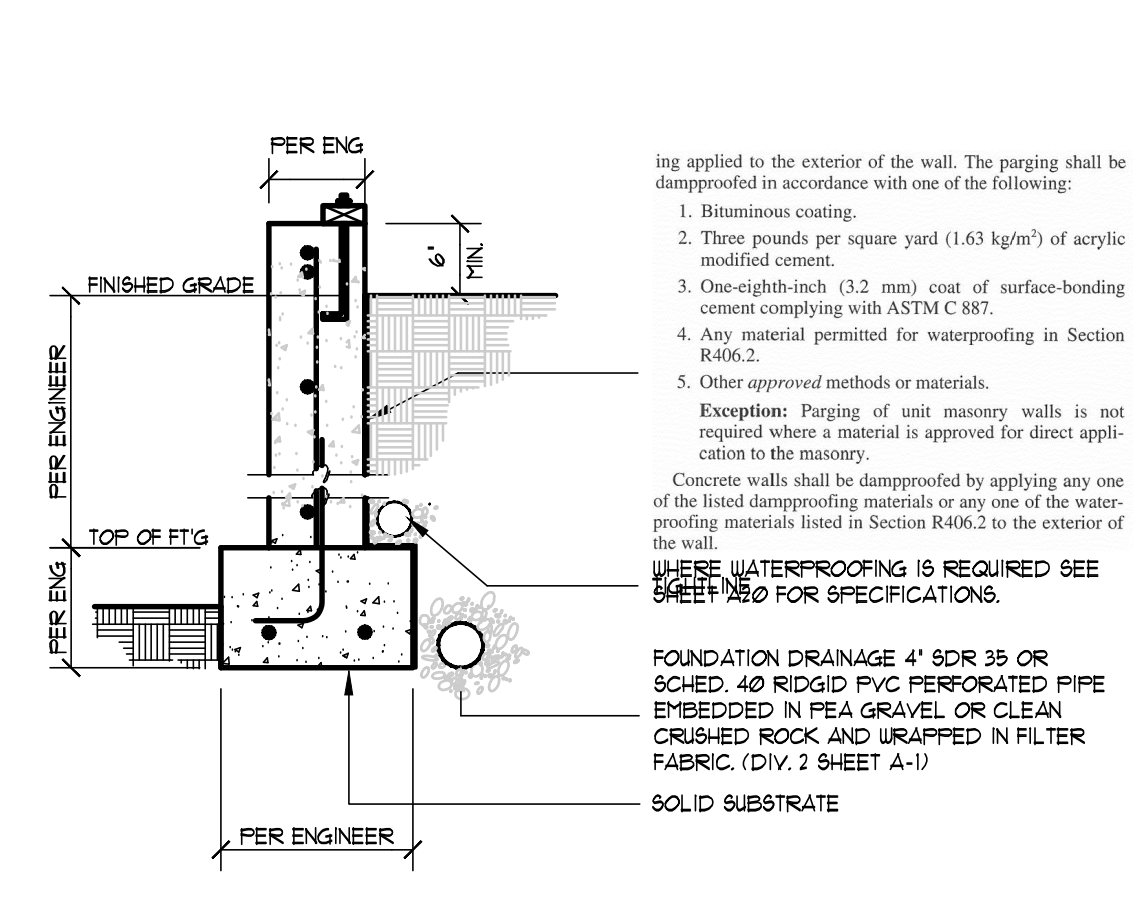 PER ENG
6'
MIN.
FINISHED GRADE
PER ENGINEER
TOP OF FT'G
PER ENG
PER ENGINEER
ing applied to the exterior of the wall. The parging shall be
dampproofed in accordance with one of the following:
1. Bituminous coating.
2. Three pounds per square yard (1.63 kg/m²) of acrylic
modified cement.
3. One-eighth-inch (3.2 mm) coat of surface-bonding
cement complying with ASTM C 887.
4. Any material permitted for waterproofing in Section
R406.2.
5. Other approved methods or materials.
Exception: Parging of unit masonry walls is not
required where a material is approved for direct appli-
cation to the masonry.
Concrete walls shall be dampproofed by applying any one
of the listed dampproofing materials or any one of the water-
proofing materials listed in Section R406.2 to the exterior of
the wall.
WHERE WATERPROOFING IS REQUIRED SEE
TIGHTLINE
SHEET A20 FOR SPECIFICATIONS.
FOUNDATION DRAINAGE 4" SDR 35 OR
SCHED. 40 RIDGID PVC PERFORATED PIPE
EMBEDDED IN PEA GRAVEL OR CLEAN
CRUSHED ROCK AND WRAPPED IN FILTER
FABRIC. (DIV. 2 SHEET A-1)
SOLID SUBSTRATE